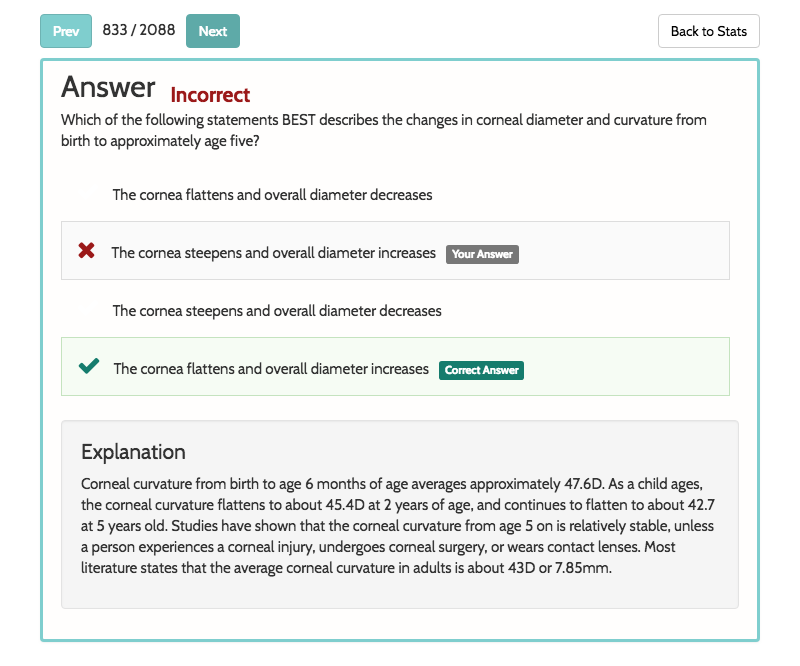 Prev 833 / 2088 Next Back to Stats
Answer Incorrect
Which of the following statements BEST describes the changes in corneal diameter and curvature from
birth to approximately age five?
The cornea flattens and overall diameter decreases
The cornea steepens and overall diameter increases Your Answer
The cornea steepens and overall diameter decreases
The cornea flattens and overall diameter increases Correct Answer
Explanation
Corneal curvature from birth to age 6 months of age averages approximately 47.6D. As a child ages,
the corneal curvature flattens to about 45.4D at 2 years of age, and continues to flatten to about 42.7
at 5 years old. Studies have shown that the corneal curvature from age 5 on is relatively stable, unless
a person experiences a corneal injury, undergoes corneal surgery, or wears contact lenses. Most
literature states that the average corneal curvature in adults is about 43D or 7.85mm.